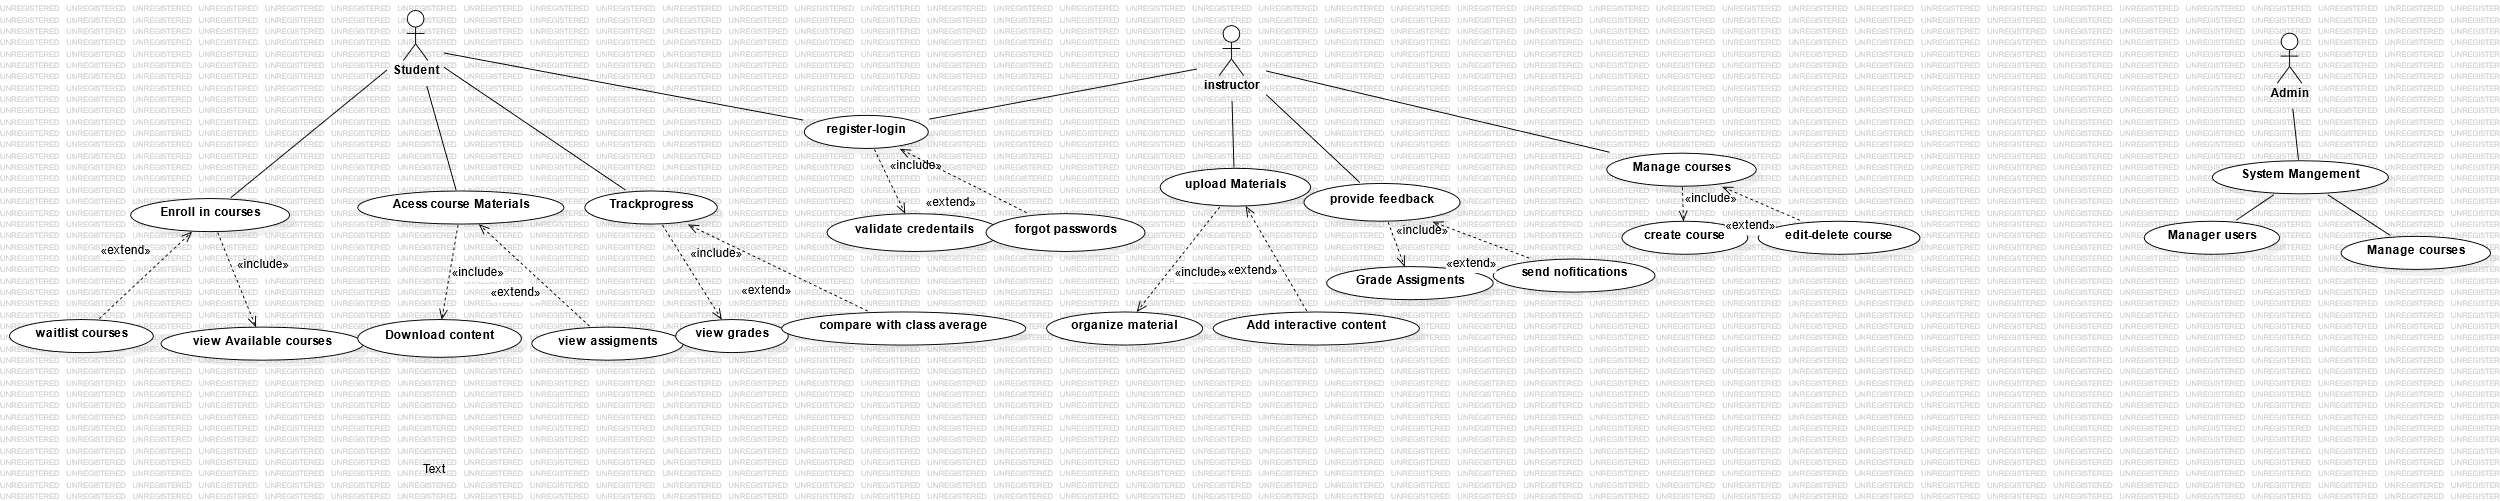 Student
instructor
Admin
register-login
«include»
«extend»
validate credentails
forgot passwords
Enroll in courses
«extend»
«include»
waitlist courses
view Available courses
Acess course Materials
«include»
«extend»
Download content
view assigments
Trackprogress
«include»
«extend»
view grades
compare with class average
upload Materials
«include»
«extend»
organize material
Add interactive content
provide feedback
«include»
«extend»
Grade Assigments
send nofitications
Manage courses
«include»
«extend»
create course
edit-delete course
System Mangement
Manager users
Manage courses
Text
UNREGISTERED